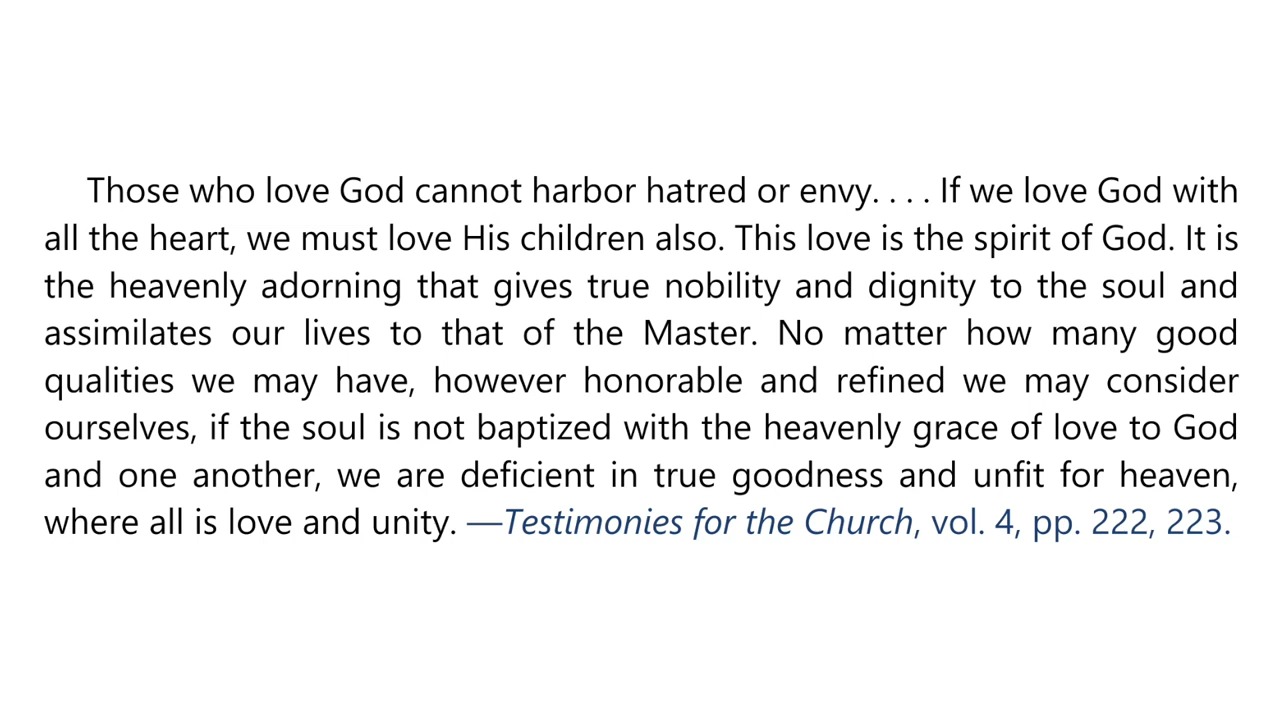 Those who love God cannot harbor hatred or envy. . . . If we love God with
all the heart, we must love His children also. This love is the spirit of God. It is
the heavenly adorning that gives true nobility and dignity to the soul and
assimilates our lives to that of the Master. No matter how many good
qualities we may have, however honorable and refined we may consider
ourselves, if the soul is not baptized with the heavenly grace of love to God
and one another, we are deficient in true goodness and unfit for heaven,
where all is love and unity. —Testimonies for the Church, vol. 4, pp. 222, 223.